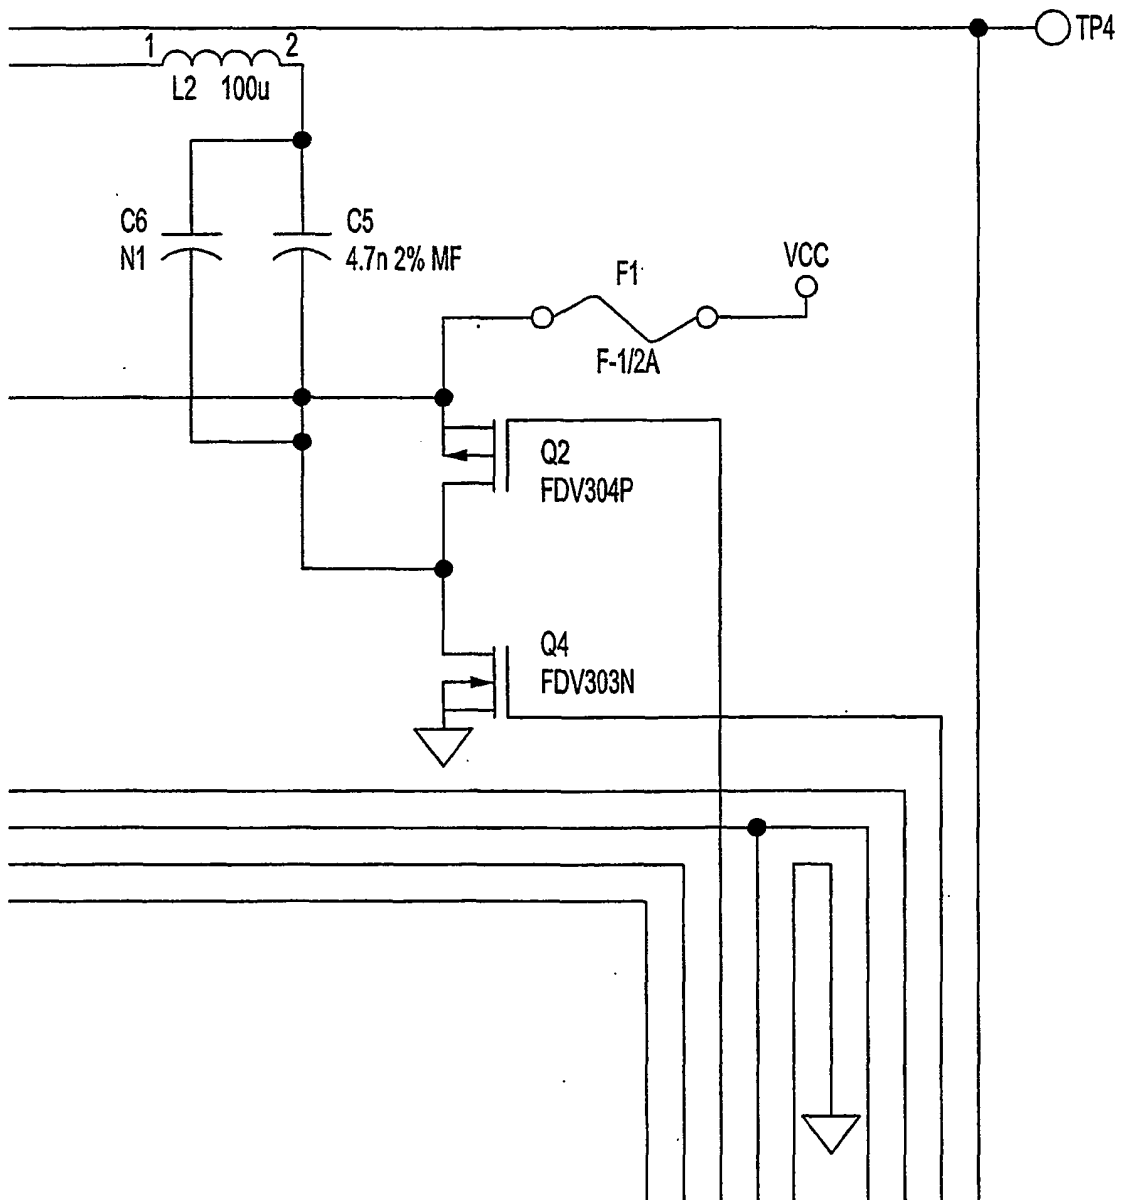 TP4
1 2
L2 100u
C6
N1
C5
4.7n 2% MF
F1
VCC
F-1/2A
Q2
FDV304P
Q4
FDV303N